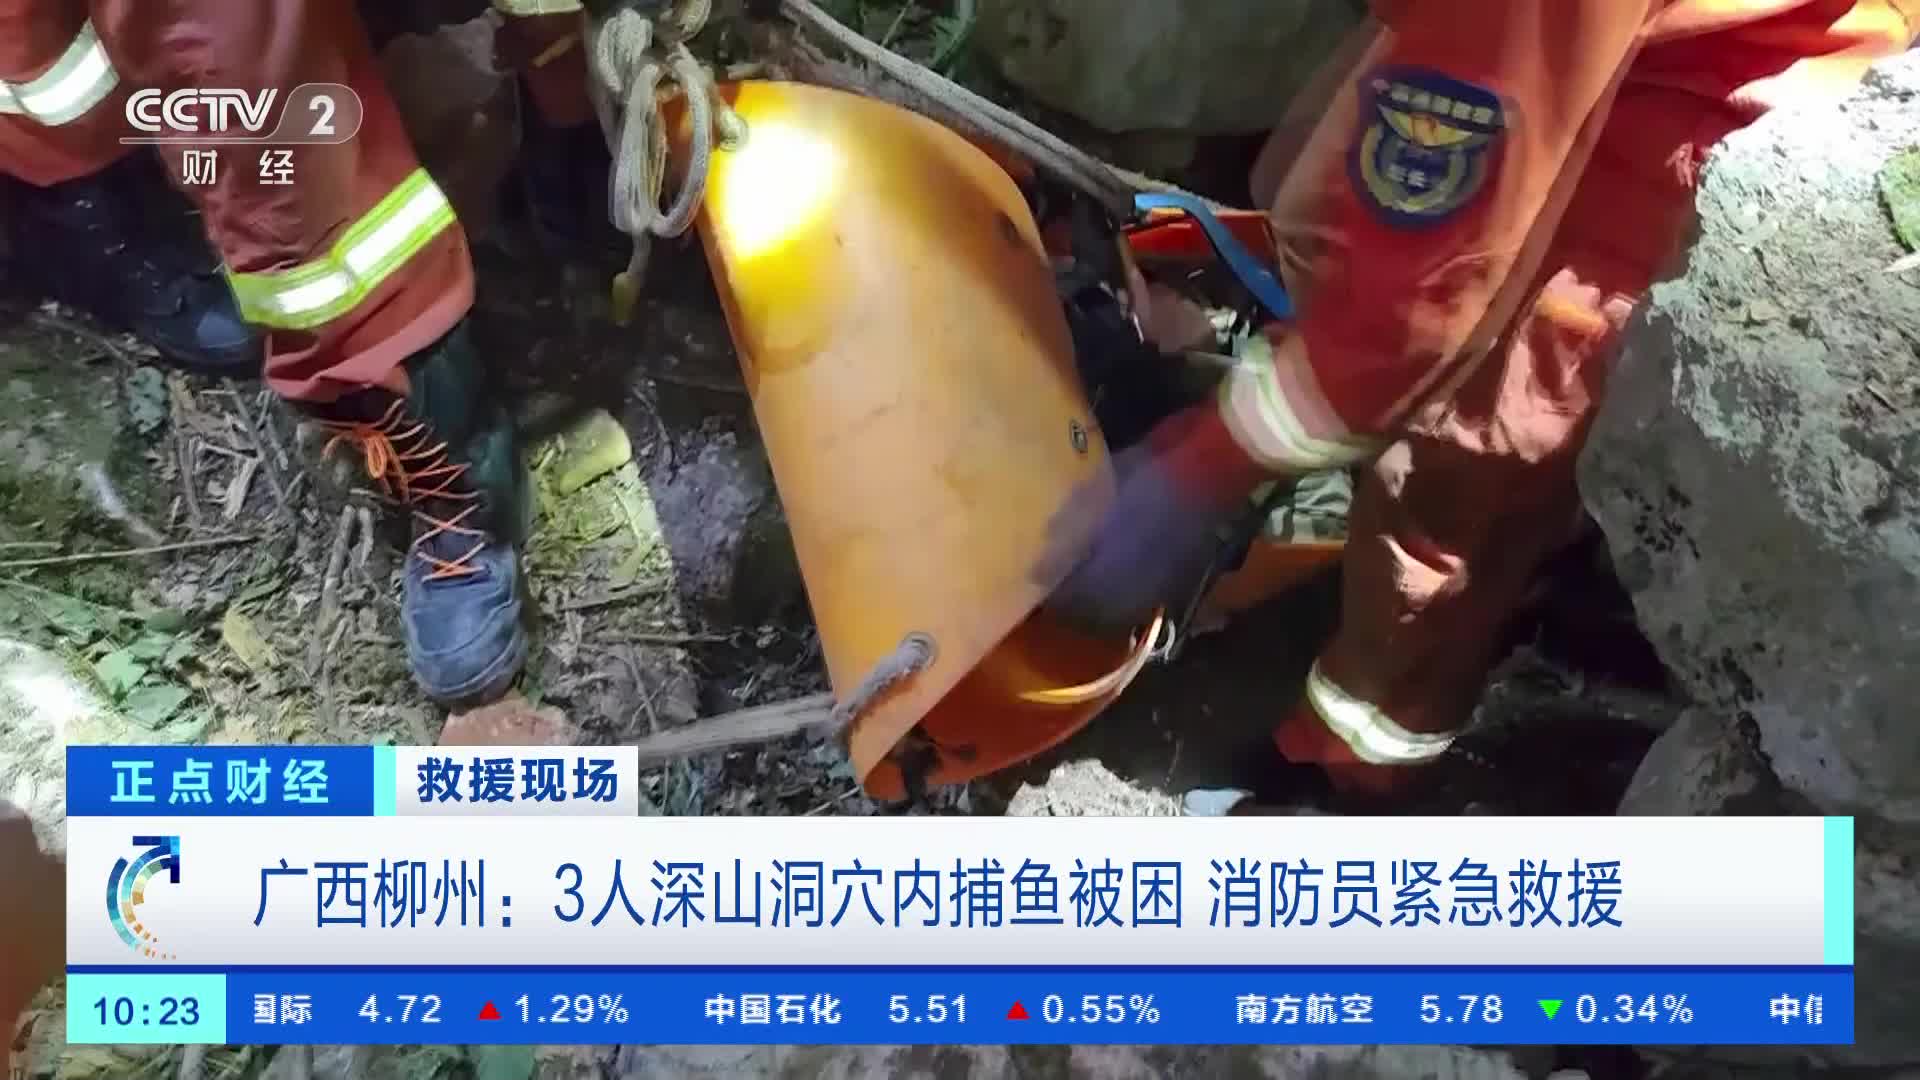 CCTV 2
财 经
正点财经
救援现场
广西柳州：3人深山洞穴内捕鱼被困 消防员紧急救援
10:23 国际 4.72 ▲1.29% 中国石化 5.51 ▲0.55% 南方航空 5.78 ▼0.34% 中信